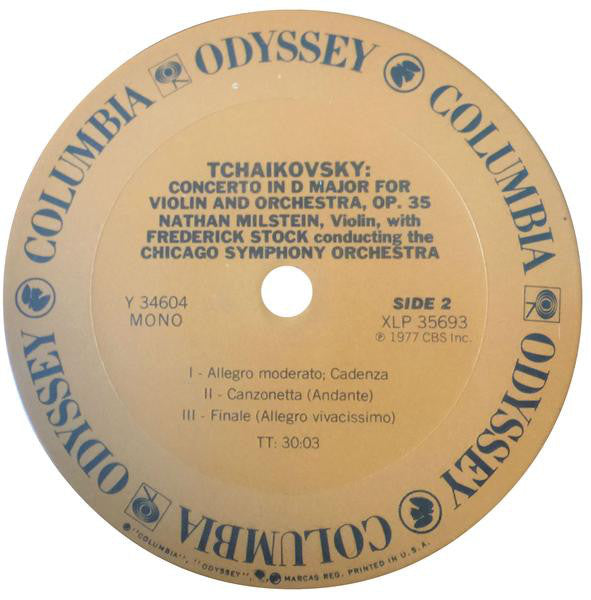 COLUMBIA ODYSSEY COLUMBIA ODYSSEY COLUMBIA ODYSSEY
TCHAIKOVSKY:
CONCERTO IN D MAJOR FOR
VIOLIN AND ORCHESTRA, OP. 35
NATHAN MILSTEIN, Violin, with
FREDERICK STOCK conducting the
CHICAGO SYMPHONY ORCHESTRA
Y 34604
MONO
SIDE 2
XLP 35693
℗ 1977 CBS Inc.
I - Allegro moderato; Cadenza
II - Canzonetta (Andante)
III - Finale (Allegro vivacissimo)
TT: 30:03
"COLUMBIA", "ODYSSEY", MARCAS REG. PRINTED IN U.S.A.